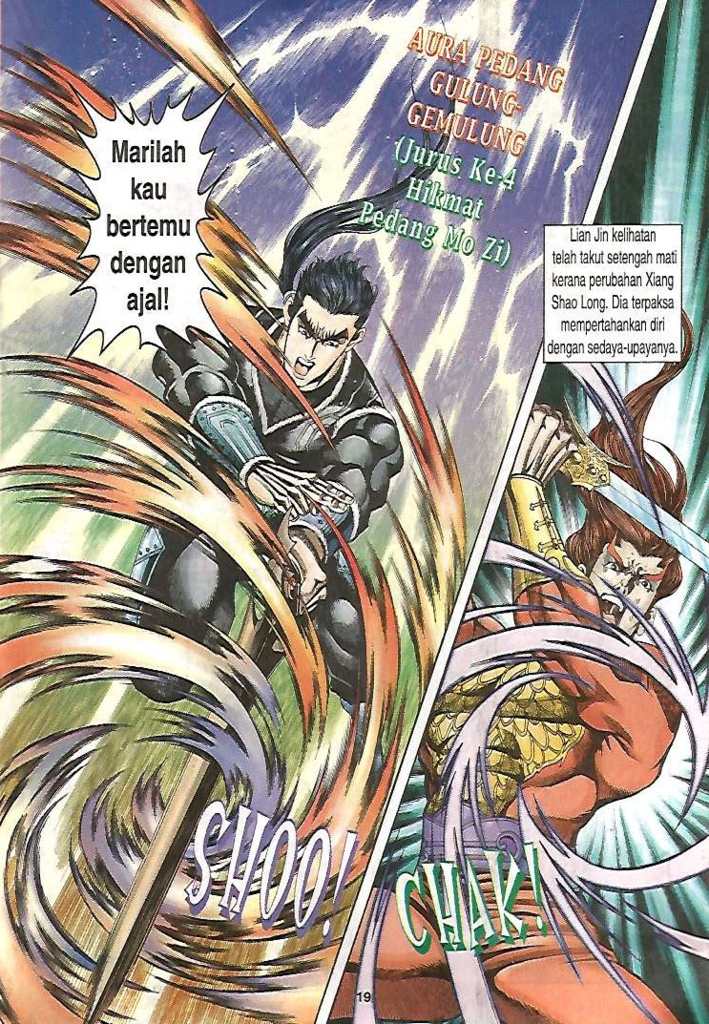 AURA PEDANG
GULUNG-
GEMULUNG
(Jurus Ke-4
Hikmat
Pedang Mo Zi)
Marilah
kau
bertemu
dengan
ajal!
Lian Jin kelihatan
telah takut setengah mati
kerana perubahan Xiang
Shao Long. Dia terpaksa
mempertahankan diri
dengan sedaya-upayanya.
SHOO!
CHAK!
19